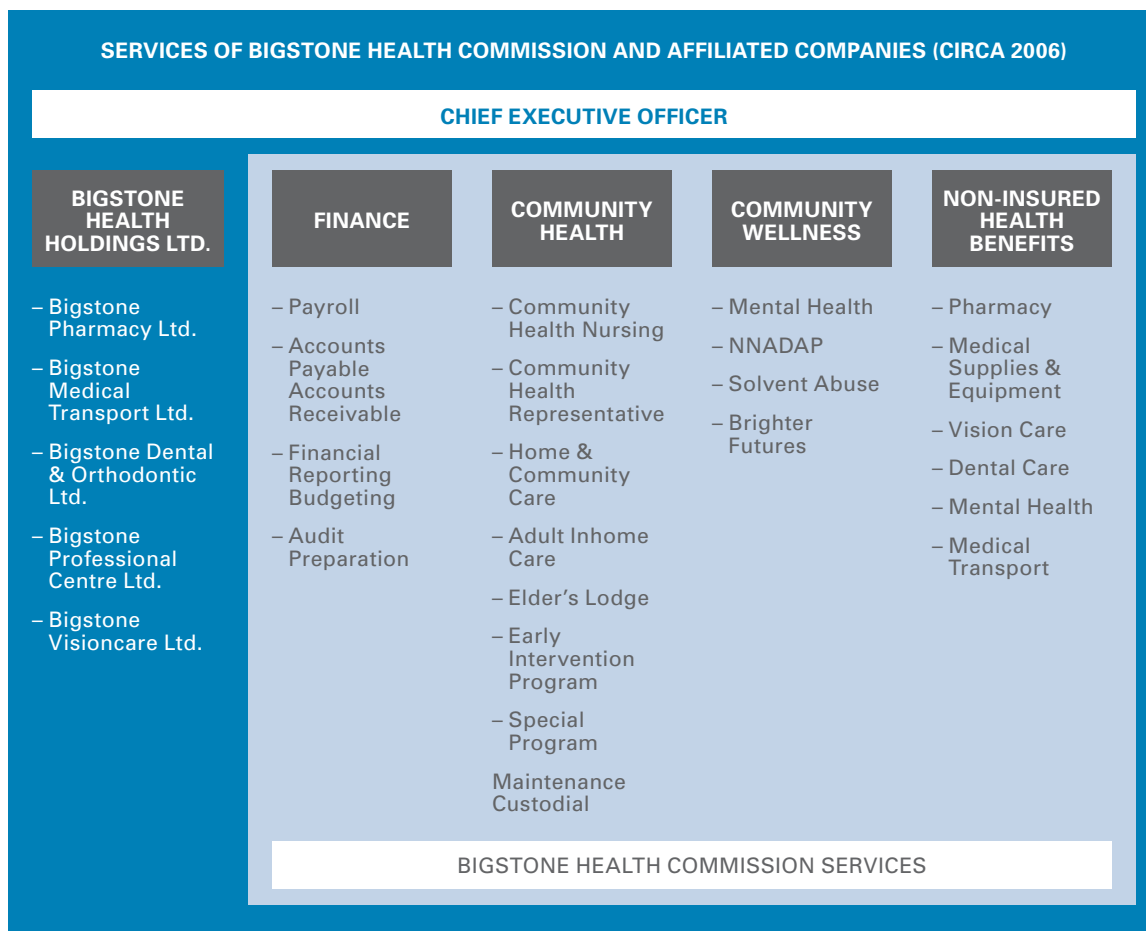 SERVICES OF BIGSTONE HEALTH COMMISSION AND AFFILIATED COMPANIES (CIRCA 2006)
CHIEF EXECUTIVE OFFICER
BIGSTONE
HEALTH
HOLDINGS LTD.
– Bigstone
Pharmacy Ltd.
– Bigstone
Medical
Transport Ltd.
– Bigstone Dental
& Orthodontic
Ltd.
– Bigstone
Professional
Centre Ltd.
– Bigstone
Visioncare Ltd.
FINANCE
– Payroll
– Accounts
Payable
Accounts
Receivable
– Financial
Reporting
Budgeting
– Audit
Preparation
COMMUNITY
HEALTH
– Community
Health Nursing
– Community
Health
Representative
– Home &
Community
Care
– Adult Inhome
Care
– Elder's Lodge
– Early
Intervention
Program
– Special
Program
Maintenance
Custodial
COMMUNITY
WELLNESS
– Mental Health
– NNADAP
– Solvent Abuse
– Brighter
Futures
NON-INSURED
HEALTH
BENEFITS
– Pharmacy
– Medical
Supplies &
Equipment
– Vision Care
– Dental Care
– Mental Health
– Medical
Transport
BIGSTONE HEALTH COMMISSION SERVICES